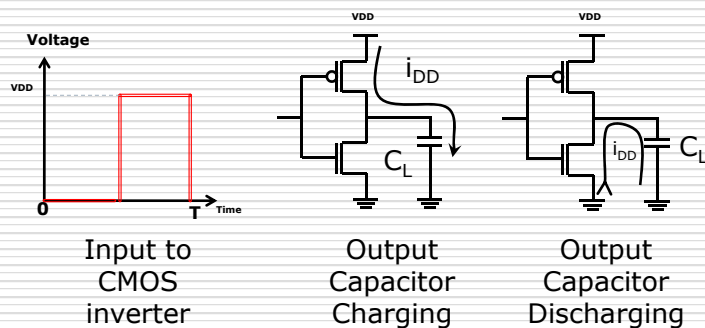 Voltage
VDD
0
T
Time
Input to
CMOS
inverter
VDD
iDD
CL
Output
Capacitor
Charging
VDD
iDD
CL
Output
Capacitor
Discharging